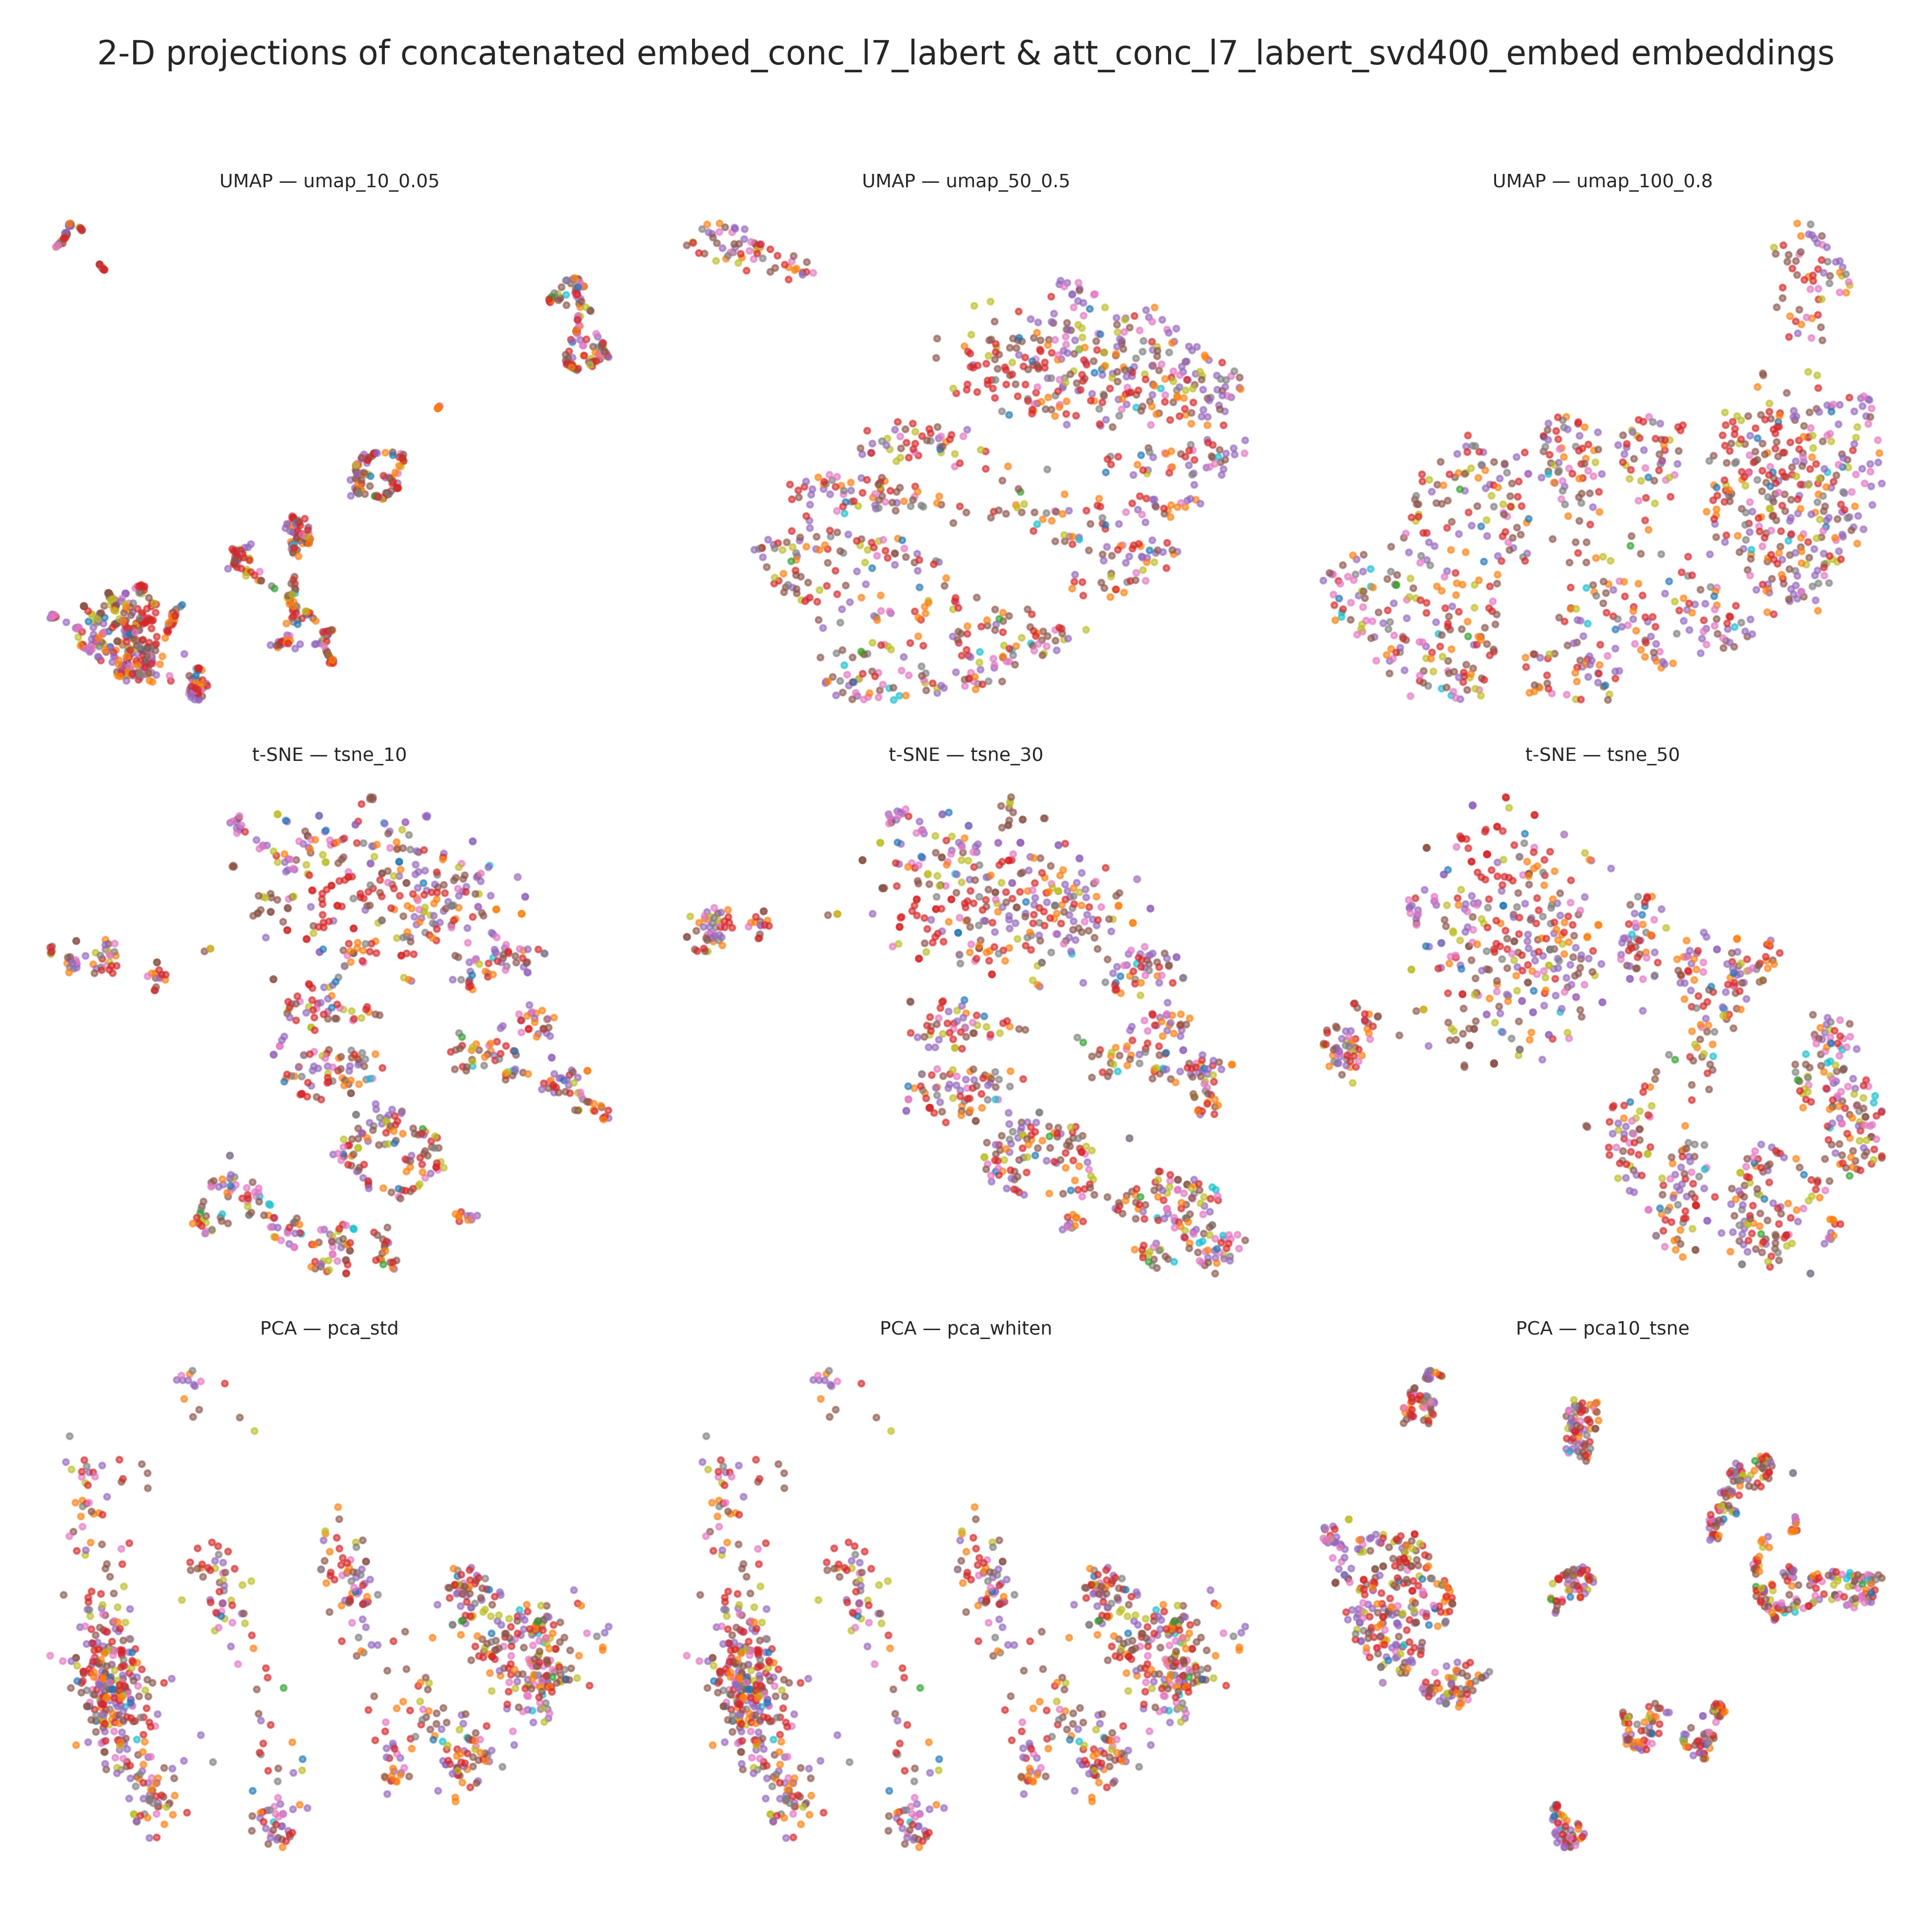 2-D projections of concatenated embed_conc_l7_labert & att_conc_l7_labert_svd400_embed embeddings
UMAP — umap_10_0.05
UMAP — umap_50_0.5
UMAP — umap_100_0.8
t-SNE — tsne_10
t-SNE — tsne_30
t-SNE — tsne_50
PCA — pca_std
PCA — pca_whiten
PCA — pca10_tsne